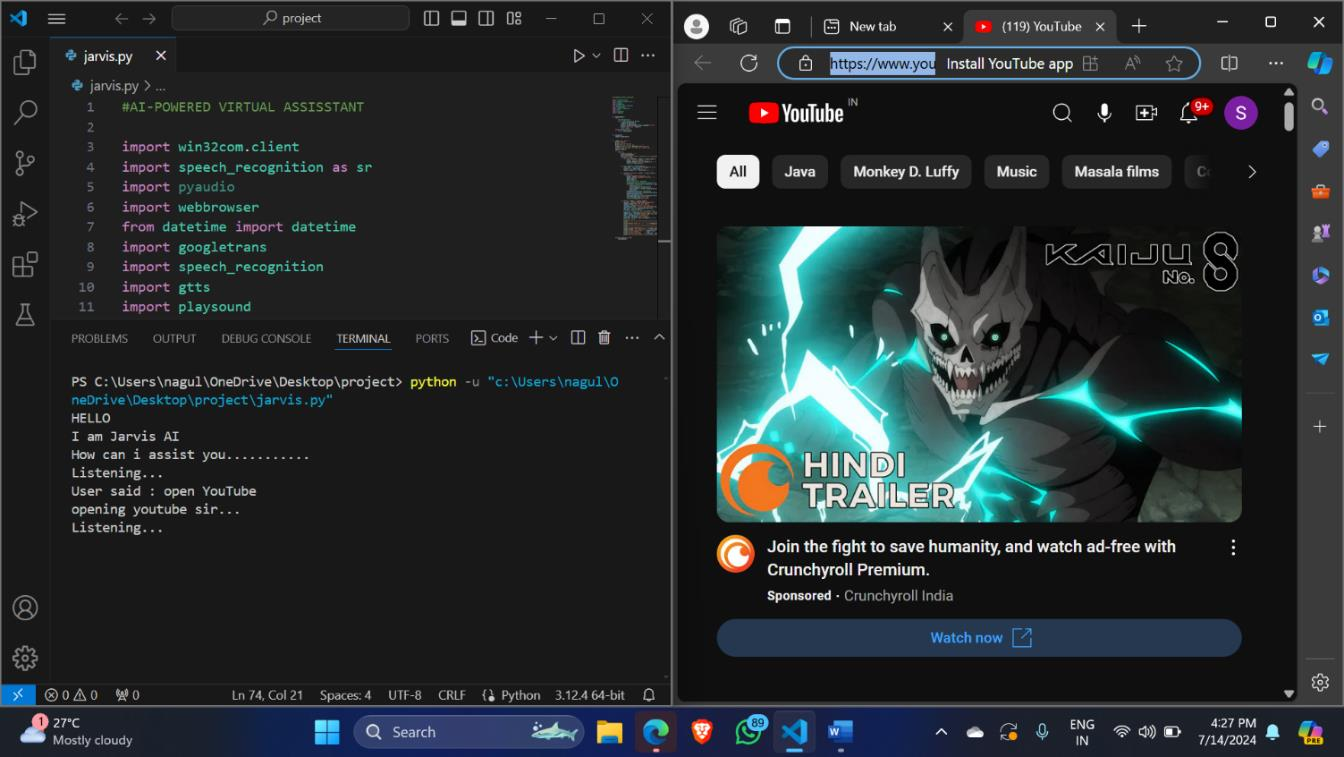 project
jarvis.py
jarvis.py > ...
1 #AI-POWERED VIRTUAL ASSISSTANT
2
3 import win32com.client
4 import speech_recognition as sr
5 import pyaudio
6 import webbrowser
7 from datetime import datetime
8 import googletrans
9 import speech_recognition
10 import gtts
11 import playsound
PROBLEMS OUTPUT DEBUG CONSOLE TERMINAL PORTS Code
PS C:\Users\nagul\OneDrive\Desktop\project> python -u "c:\Users\nagul\O
neDrive\Desktop\project\jarvis.py"
HELLO
I am Jarvis AI
How can i assist you...........
Listening...
User said : open YouTube
opening youtube sir...
Listening...
0 0 0 Ln 74, Col 21 Spaces: 4 UTF-8 CRLF Python 3.12.4 64-bit
New tab (119) YouTube
https://www.you Install YouTube app
YouTube IN 9+ S
All Java Monkey D. Luffy Music Masala films
KAIJU
No. 8
HINDI
TRAILER
Join the fight to save humanity, and watch ad-free with
Crunchyroll Premium.
Sponsored · Crunchyroll India
Watch now
1 27°C
Mostly cloudy
Search
89
W
ENG
IN
4:27 PM
7/14/2024
PRE